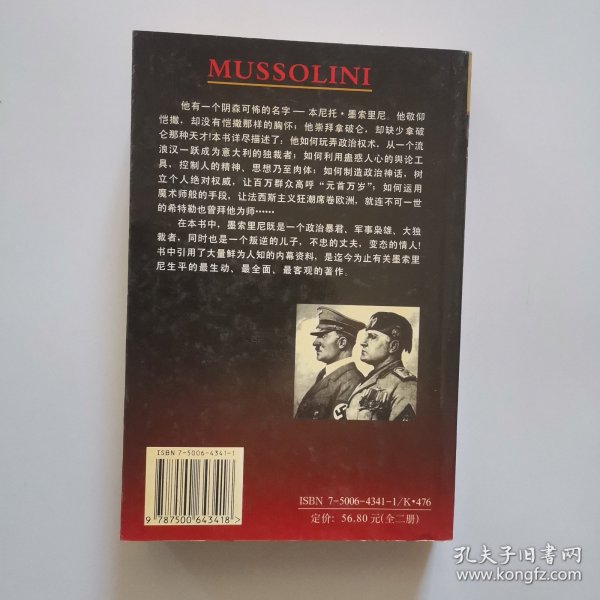 MUSSOLINI
他有一个阴森可怖的名字——本尼托·墨索里尼。他敬仰
恺撒，却没有恺撒那样的胸怀；他崇拜拿破仑，却缺少拿破
仑那种天才！本书详尽描述了：他如何玩弄政治权术，从一个流
浪汉一跃成为意大利的独裁者；如何利用蛊惑人心的舆论工
具，控制人的精神、思想乃至肉体；如何制造政治神话，树
立个人绝对权威，让百万群众高呼“元首万岁”；如何运用
魔术师般的手段，让法西斯主义狂潮席卷欧洲，就连不可一世
的希特勒也曾拜他为师……
在本书中，墨索里尼既是一个政治暴君、军事枭雄、大独
裁者，同时也是一个叛逆的儿子，不忠的丈夫，变态的情人！
书中引用了大量鲜为人知的内幕资料，是迄今为止有关墨索里
尼生平的最生动、最全面、最客观的著作。
ISBN 7-5006-4341-1
9 787500 643418 >
ISBN 7-5006-4341-1/K·476
定价：56.80元(全二册)
孔夫子旧书网
www.kongfz.com